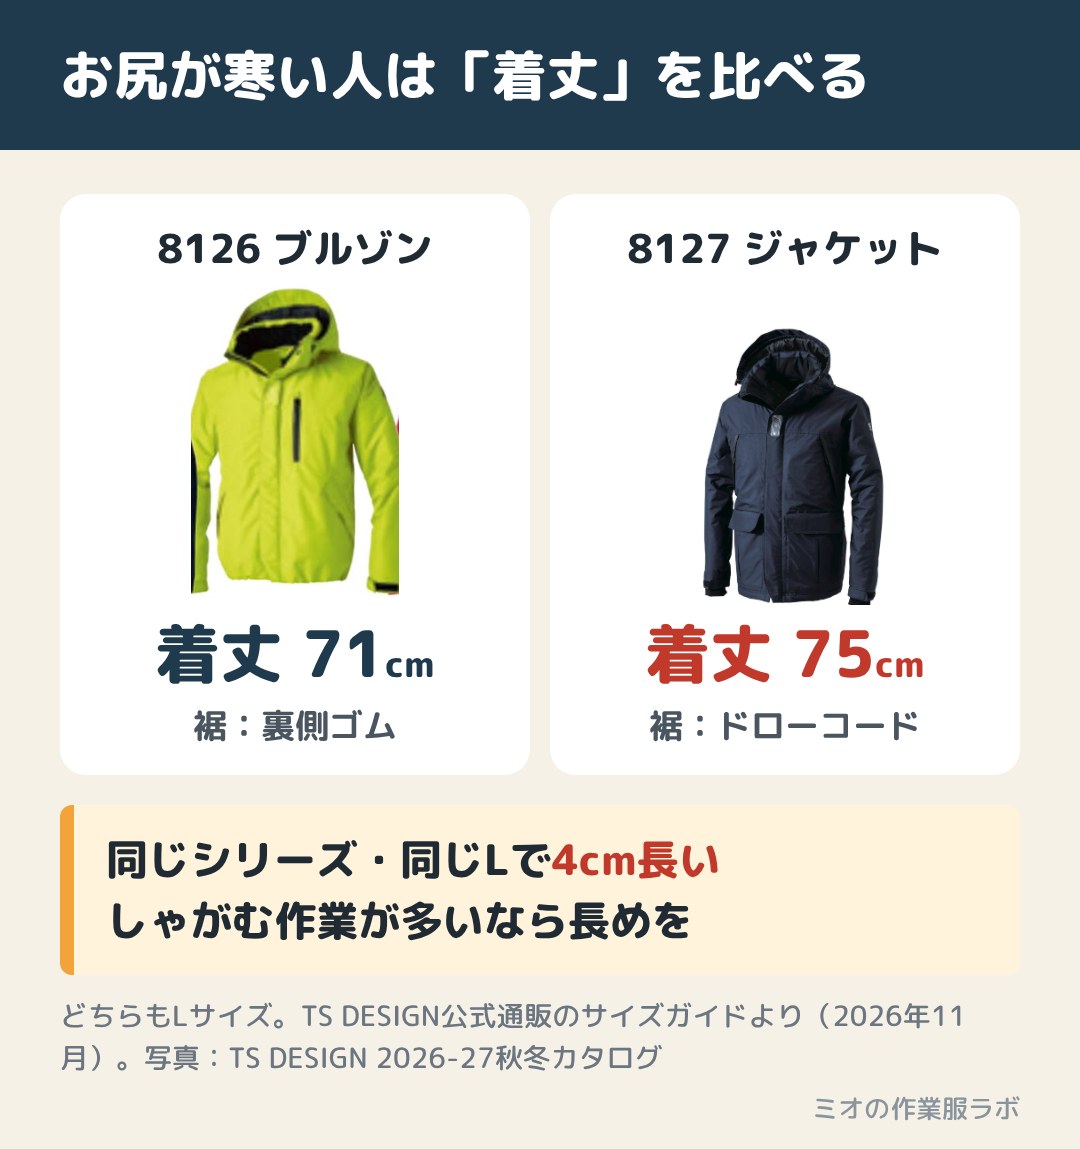 お尻が寒い人は「着丈」を比べる
8126 ブルゾン
着丈 71cm
裾：裏側ゴム
8127 ジャケット
着丈 75cm
裾：ドローコード
同じシリーズ・同じLで4cm長い
しゃがむ作業が多いなら長めを
どちらもLサイズ。TS DESIGN公式通販のサイズガイドより（2026年11
月）。写真：TS DESIGN 2026-27秋冬カタログ
ミオの作業服ラボ